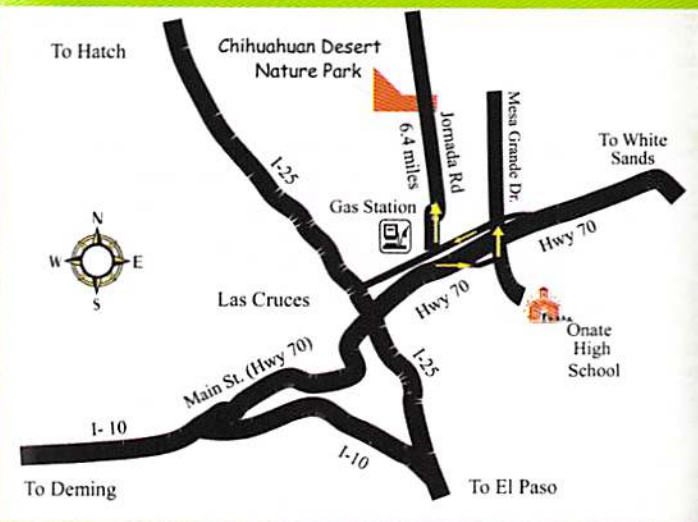 To Hatch
Chihuahuan Desert
Nature Park
Jornada Rd
6.4 miles
Mesa Grande Dr.
To White
Sands
I-25
Gas Station
N
W
E
S
Hwy 70
Hwy 70
Las Cruces
Onate
High
School
Main St. (Hwy 70)
I-25
I- 10
I-10
To Deming
To El Paso